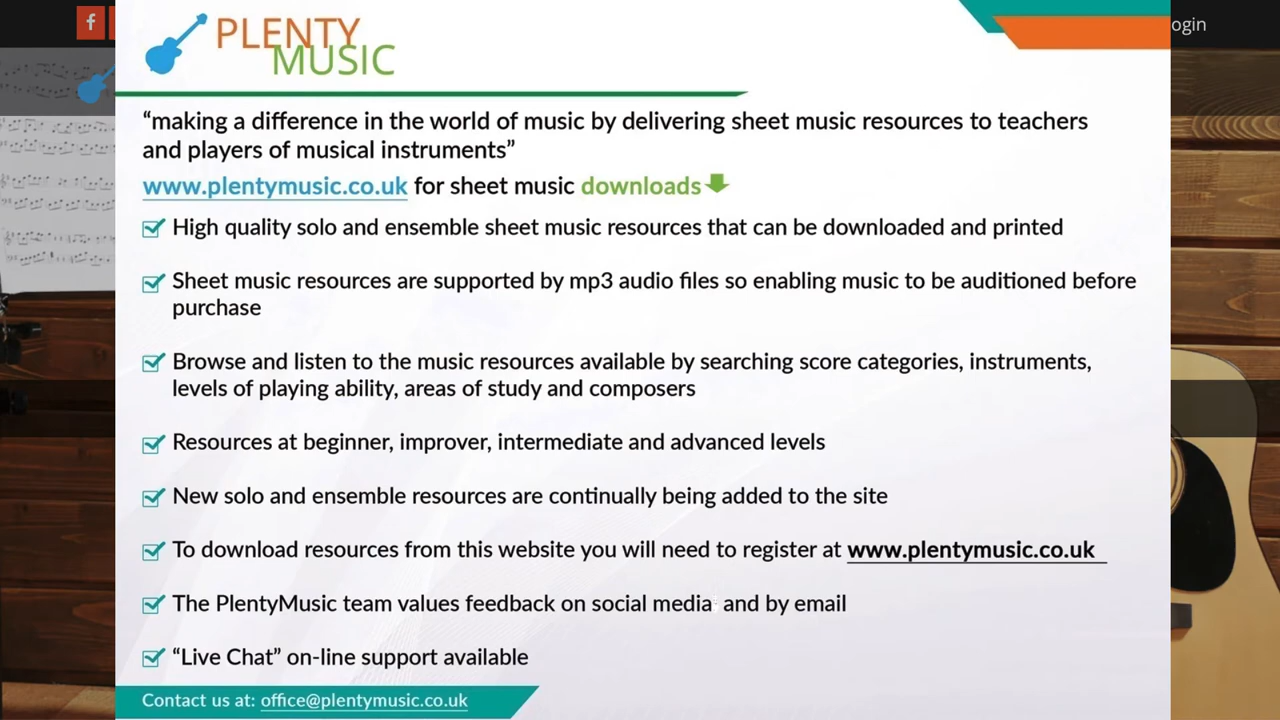 f
ogin
PLENTY
MUSIC
“making a difference in the world of music by delivering sheet music resources to teachers
and players of musical instruments”
www.plentymusic.co.uk for sheet music downloads
High quality solo and ensemble sheet music resources that can be downloaded and printed
Sheet music resources are supported by mp3 audio files so enabling music to be auditioned before
purchase
Browse and listen to the music resources available by searching score categories, instruments,
levels of playing ability, areas of study and composers
Resources at beginner, improver, intermediate and advanced levels
New solo and ensemble resources are continually being added to the site
To download resources from this website you will need to register at www.plentymusic.co.uk
The PlentyMusic team values feedback on social media and by email
“Live Chat” on-line support available
Contact us at: office@plentymusic.co.uk